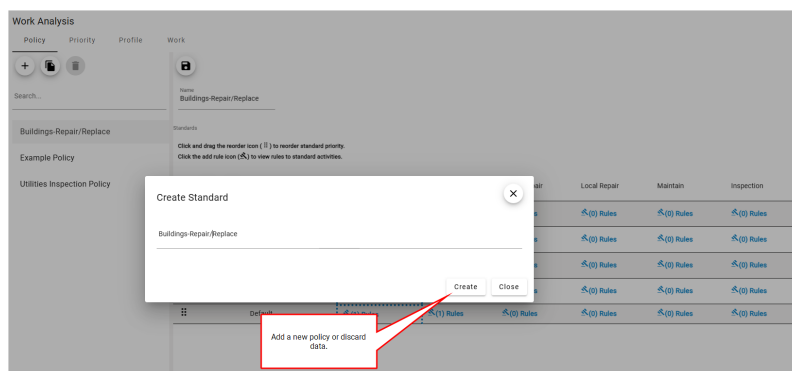 Work Analysis
Policy Priority Profile Work
Search...
Name
Buildings-Repair/Replace
Standards
Buildings-Repair/Replace
Click and drag the reorder icon ( ⠿ ) to reorder standard priority.
Click the add rule icon ( ) to view rules to standard activities.
Example Policy
Utilities Inspection Policy
Create Standard
Local Repair Maintain Inspection
(0) Rules (0) Rules (0) Rules
Buildings-Repair/Replace
(0) Rules (0) Rules (0) Rules
(0) Rules (0) Rules (0) Rules
Create Close
(0) Rules (0) Rules (0) Rules
Default (1) Rules (0) Rules (0) Rules (0) Rules (0) Rules
Add a new policy or discard
data.